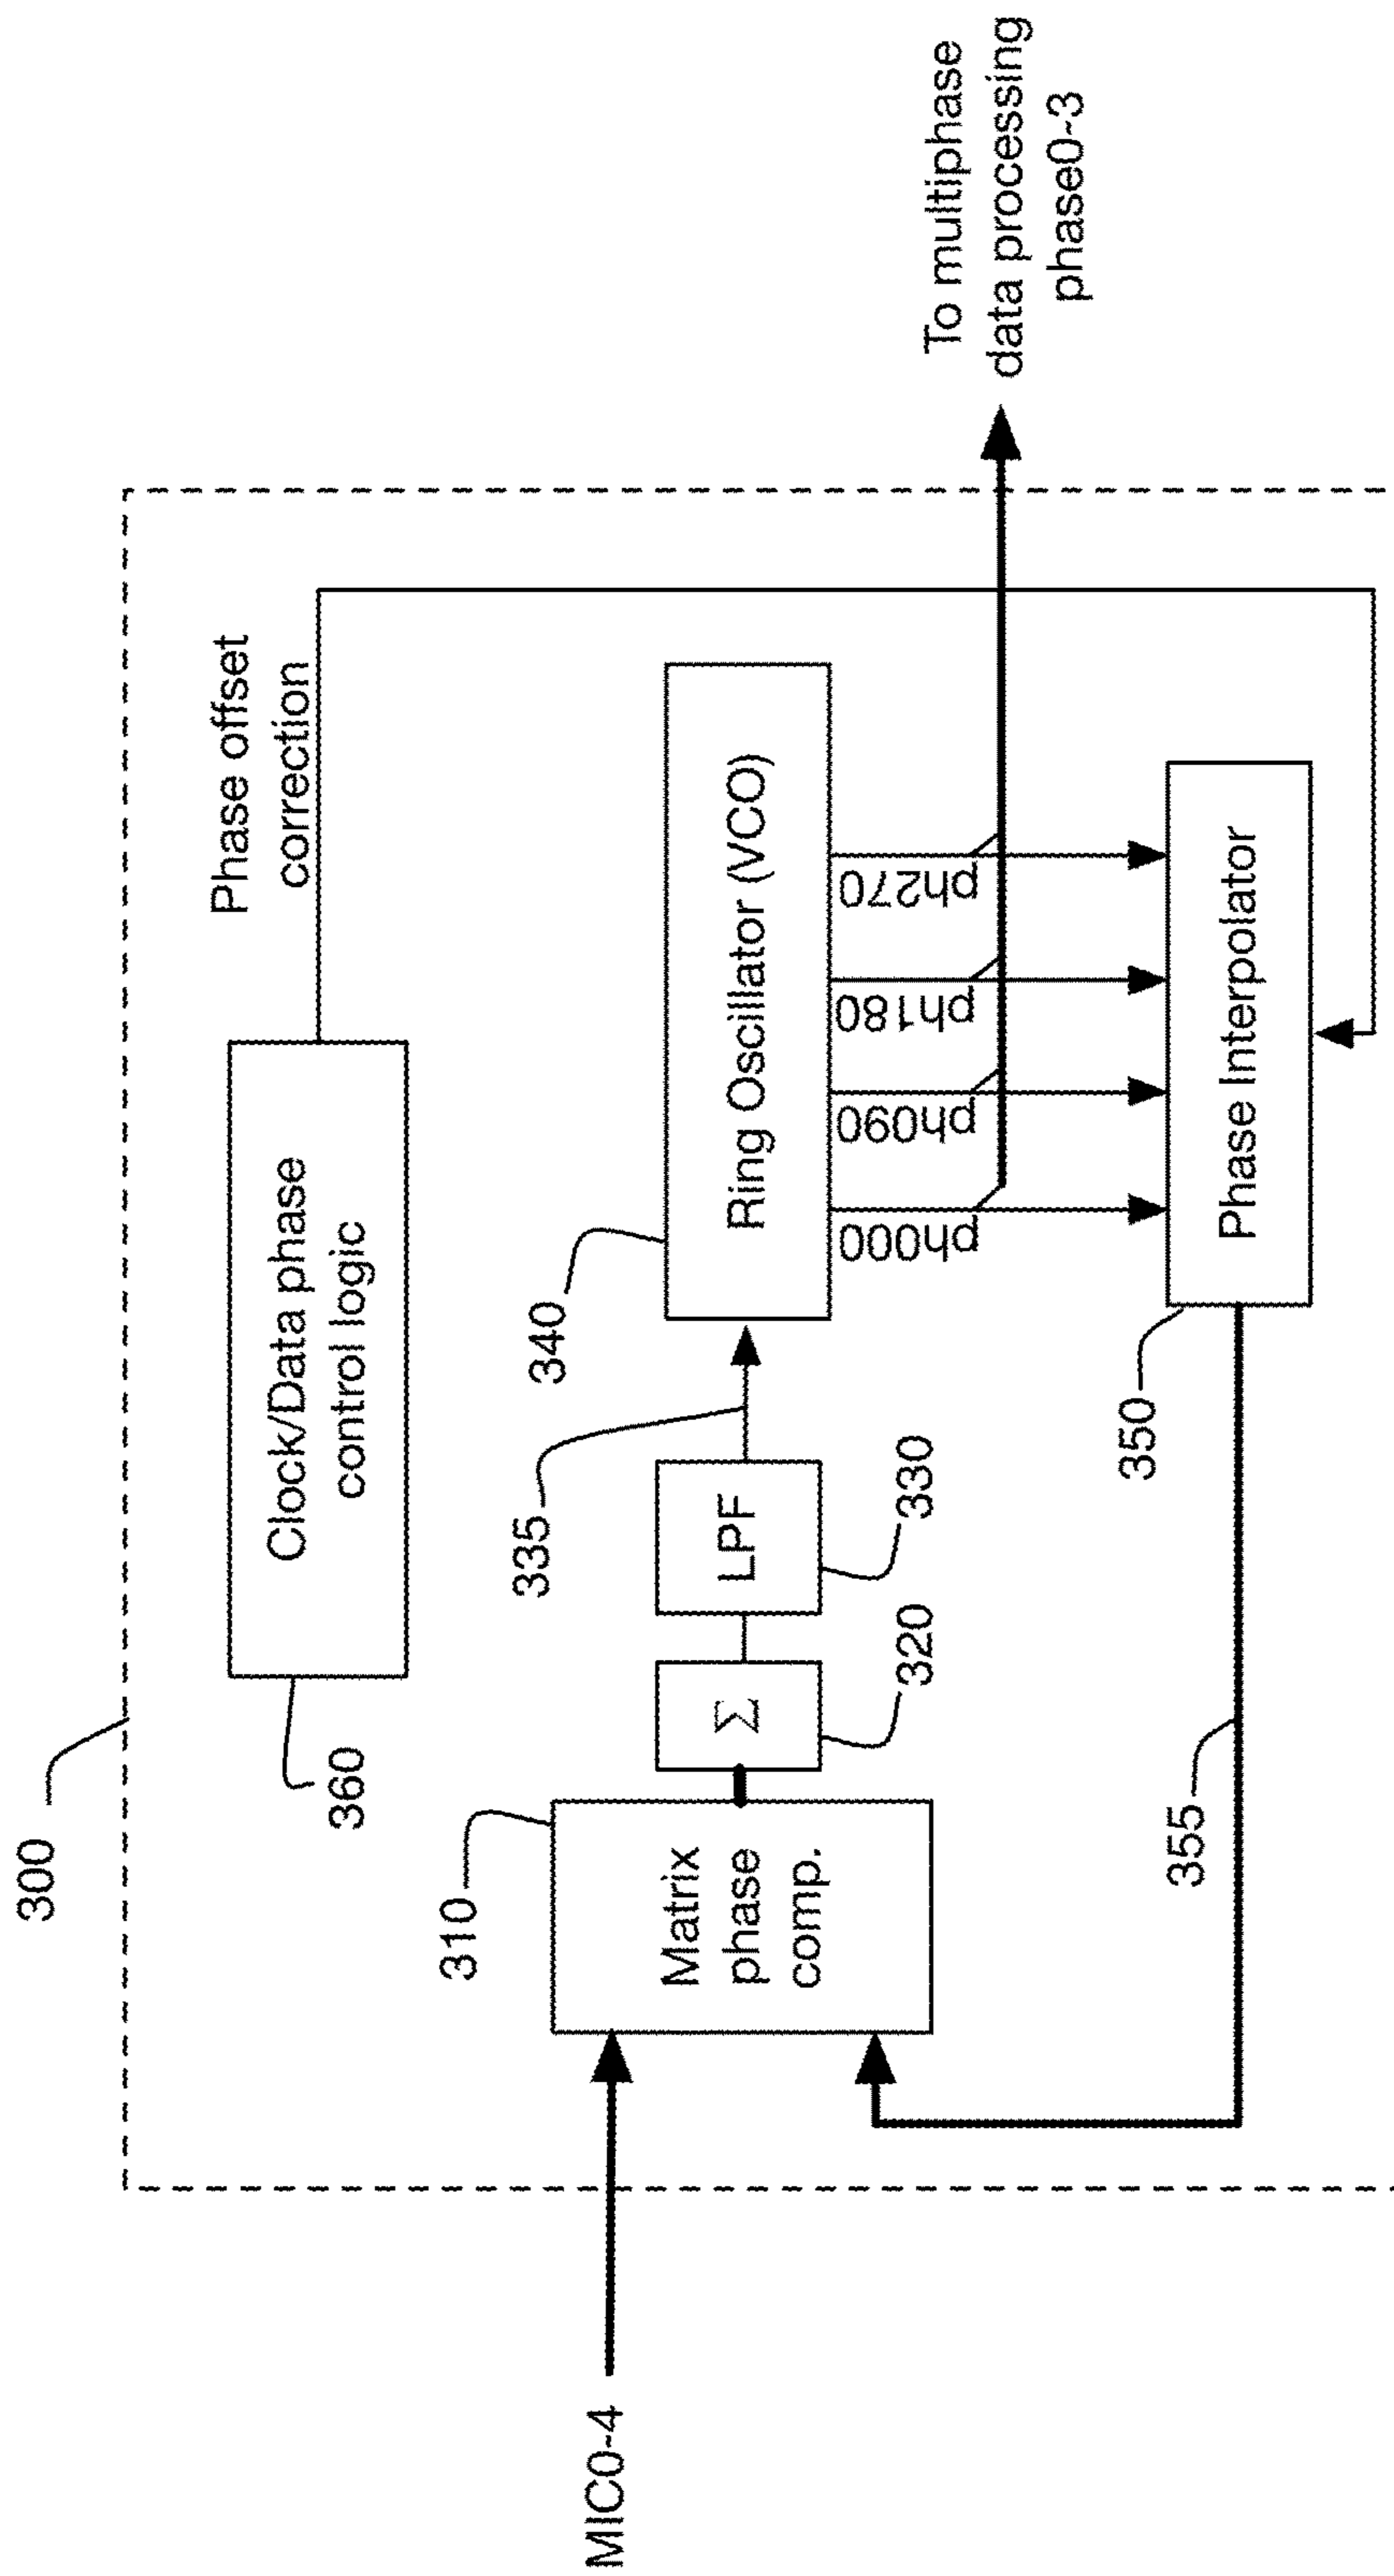 300
360
Clock/Data phase
control logic
Phase offset
correction
310
Matrix
phase
comp.
Σ
320
LPF
330
335
340
Ring Oscillator (VCO)
ph000
ph090
ph180
ph270
MIC0-4
To multiphase
data processing
phase0-3
355
350
Phase Interpolator